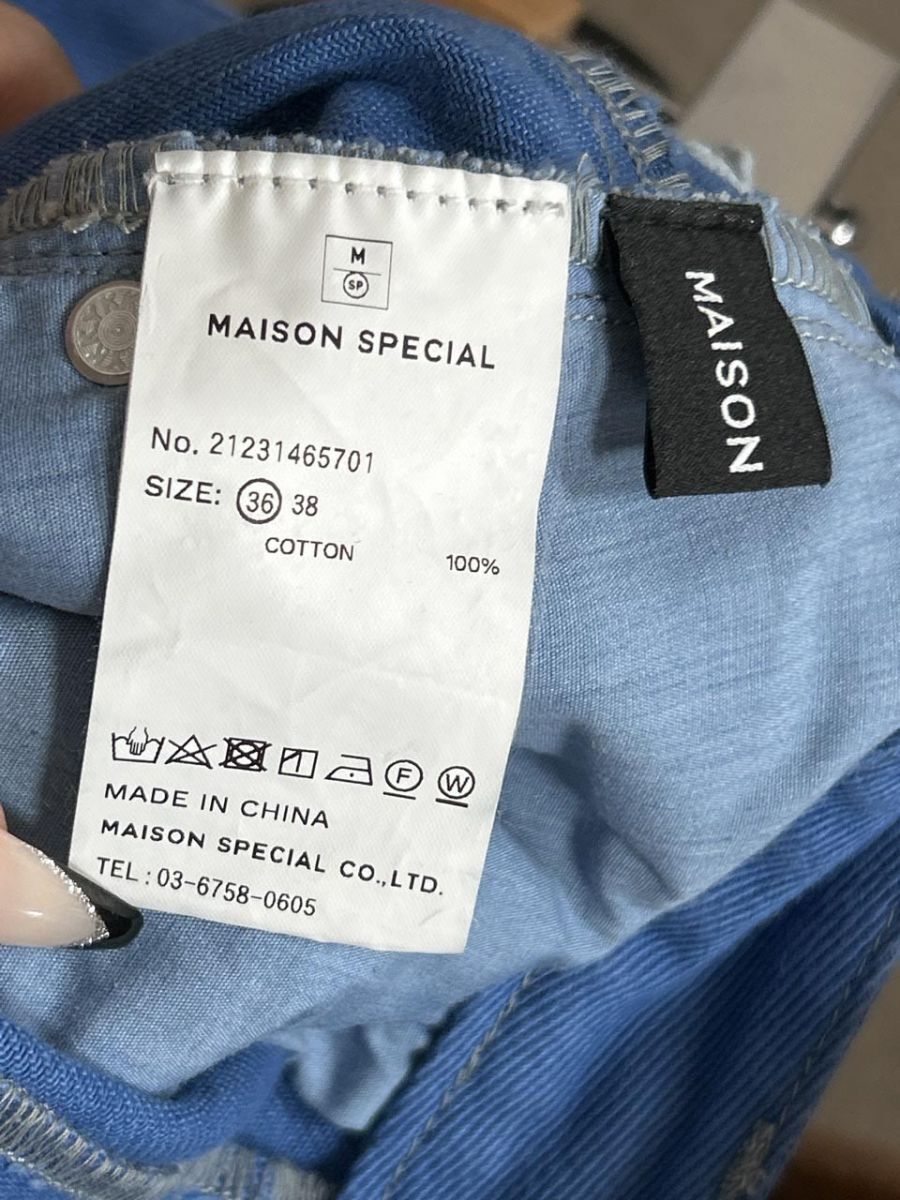 M
SP
MAISON SPECIAL
No. 21231465701
SIZE: 36 38
COTTON 100%
F W
MADE IN CHINA
MAISON SPECIAL CO.,LTD.
TEL : 03-6758-0605
MAISON